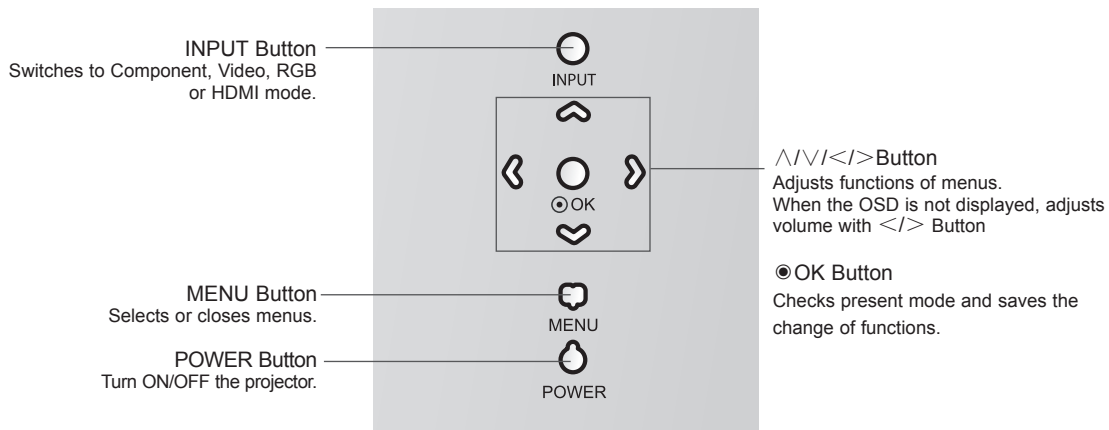 INPUT Button
Switches to Component, Video, RGB
or HDMI mode.
INPUT
◉OK
∧/∨/</>Button
Adjusts functions of menus.
When the OSD is not displayed, adjusts
volume with </> Button
◉OK Button
Checks present mode and saves the
change of functions.
MENU Button
Selects or closes menus.
MENU
POWER Button
Turn ON/OFF the projector.
POWER